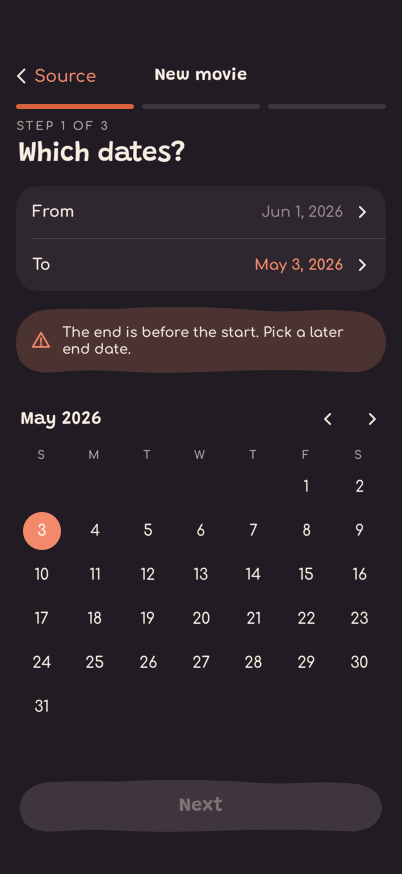 Source
New movie
STEP 1 OF 3
Which dates?
From Jun 1, 2026
To May 3, 2026
The end is before the start. Pick a later
end date.
May 2026
S M T W T F S
1 2
3 4 5 6 7 8 9
10 11 12 13 14 15 16
17 18 19 20 21 22 23
24 25 26 27 28 29 30
31
Next